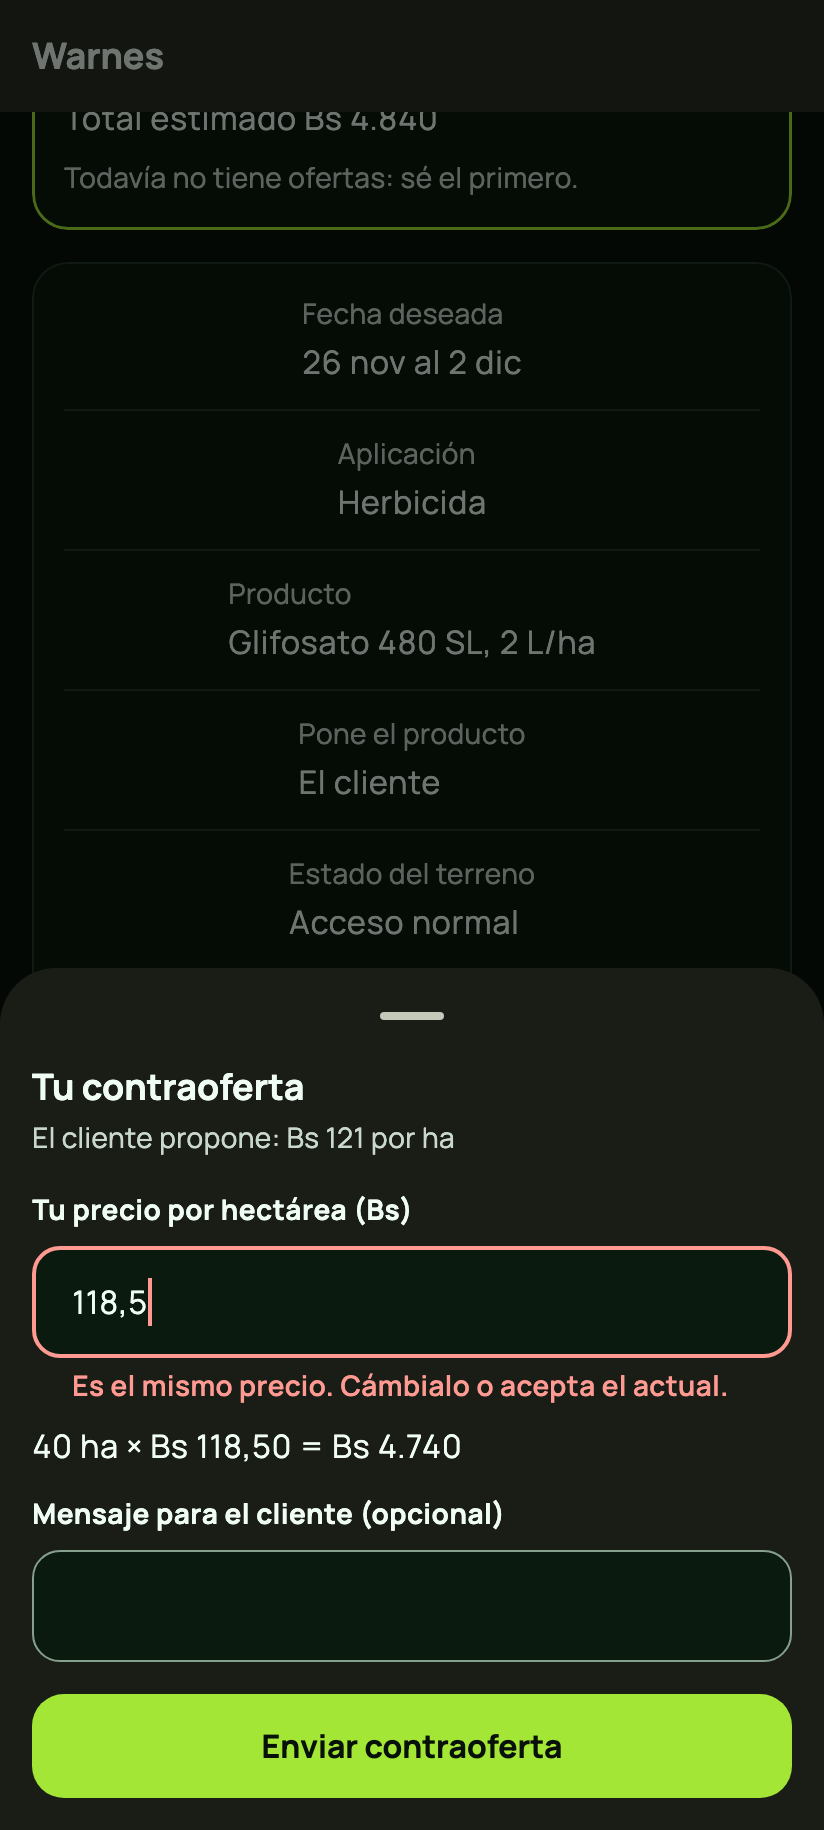 Warnes
Total estimado Bs 4.840
Todavía no tiene ofertas: sé el primero.
Fecha deseada
26 nov al 2 dic
Aplicación
Herbicida
Producto
Glifosato 480 SL, 2 L/ha
Pone el producto
El cliente
Estado del terreno
Acceso normal
Tu contraoferta
El cliente propone: Bs 121 por ha
Tu precio por hectárea (Bs)
118,5
Es el mismo precio. Cámbialo o acepta el actual.
40 ha × Bs 118,50 = Bs 4.740
Mensaje para el cliente (opcional)
Enviar contraoferta